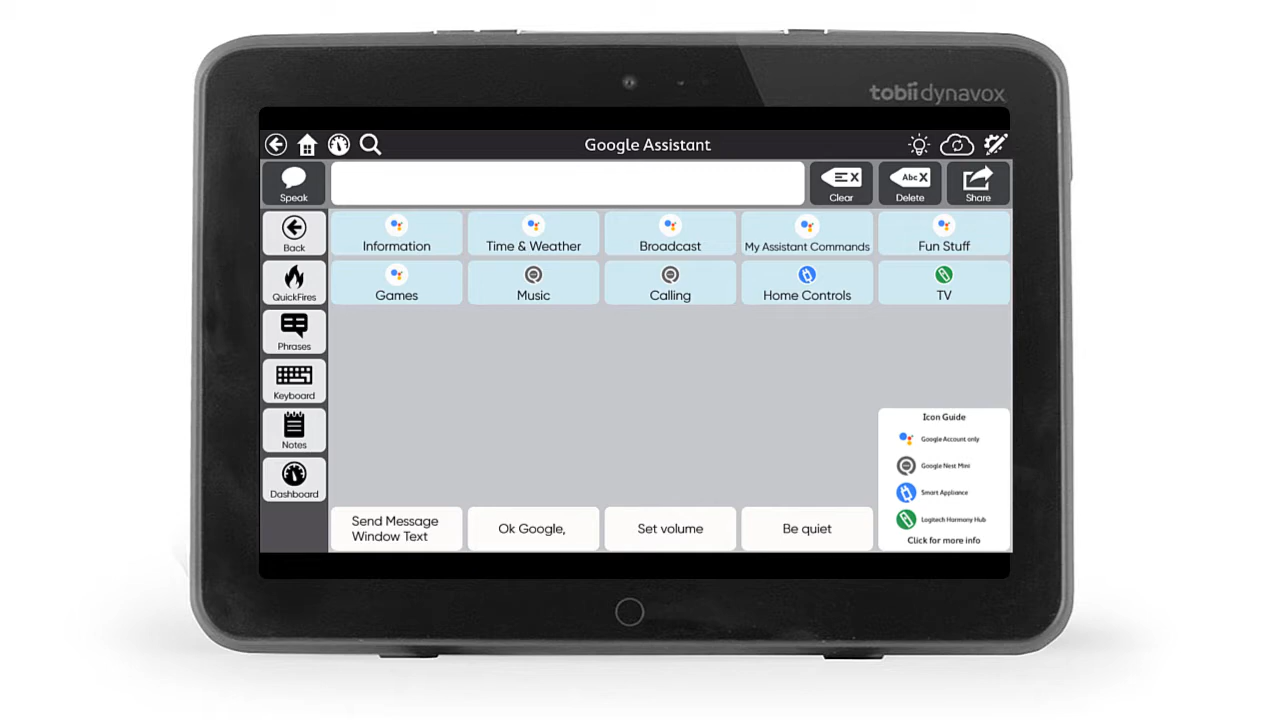 tobii dynavox
Google Assistant
Speak
Clear
Abc X
Delete
Share
Back
Information
Time & Weather
Broadcast
My Assistant Commands
Fun Stuff
QuickFires
Games
Music
Calling
Home Controls
TV
Phrases
Keyboard
Notes
Dashboard
Icon Guide
Google Account only
Google Nest Mini
Smart Appliance
Logitech Harmony Hub
Click for more info
Send Message
Window Text
Ok Google,
Set volume
Be quiet